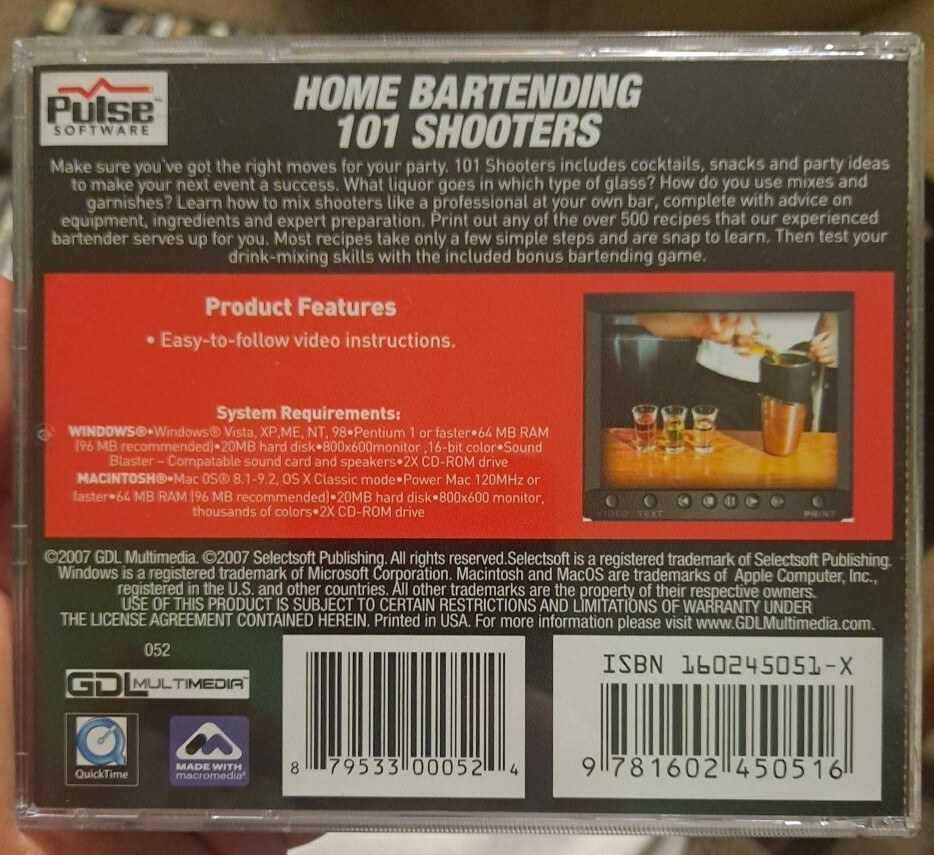 Pulse™
SOFTWARE
HOME BARTENDING
101 SHOOTERS
Make sure you've got the right moves for your party. 101 Shooters includes cocktails, snacks and party ideas
to make your next event a success. What liquor goes in which type of glass? How do you use mixes and
garnishes? Learn how to mix shooters like a professional at your own bar, complete with advice on
equipment, ingredients and expert preparation. Print out any of the over 500 recipes that our experienced
bartender serves up for you. Most recipes take only a few simple steps and are snap to learn. Then test your
drink-mixing skills with the included bonus bartending game.
Product Features
• Easy-to-follow video instructions.
System Requirements:
WINDOWS®•Windows® Vista, XP,ME, NT, 98•Pentium 1 or faster•64 MB RAM
(96 MB recommended)•20MB hard disk•800x600monitor ,16-bit color•Sound
Blaster – Compatable sound card and speakers•2X CD-ROM drive
MACINTOSH®•Mac OS® 8.1-9.2, OS X Classic mode•Power Mac 120MHz or
faster•64 MB RAM (96 MB recommended)•20MB hard disk•800x600 monitor,
thousands of colors•2X CD-ROM drive
VIDEO TEXT PRINT
©2007 GDL Multimedia. ©2007 Selectsoft Publishing. All rights reserved.Selectsoft is a registered trademark of Selectsoft Publishing.
Windows is a registered trademark of Microsoft Corporation. Macintosh and MacOS are trademarks of Apple Computer, Inc.,
registered in the U.S. and other countries. All other trademarks are the property of their respective owners.
USE OF THIS PRODUCT IS SUBJECT TO CERTAIN RESTRICTIONS AND LIMITATIONS OF WARRANTY UNDER
THE LICENSE AGREEMENT CONTAINED HEREIN. Printed in USA. For more information please visit www.GDLMultimedia.com.
052
GDL MULTIMEDIA™
QuickTime
MADE WITH
macromedia®
8 79533 00052 4
ISBN 160245051-X
9 781602 450516